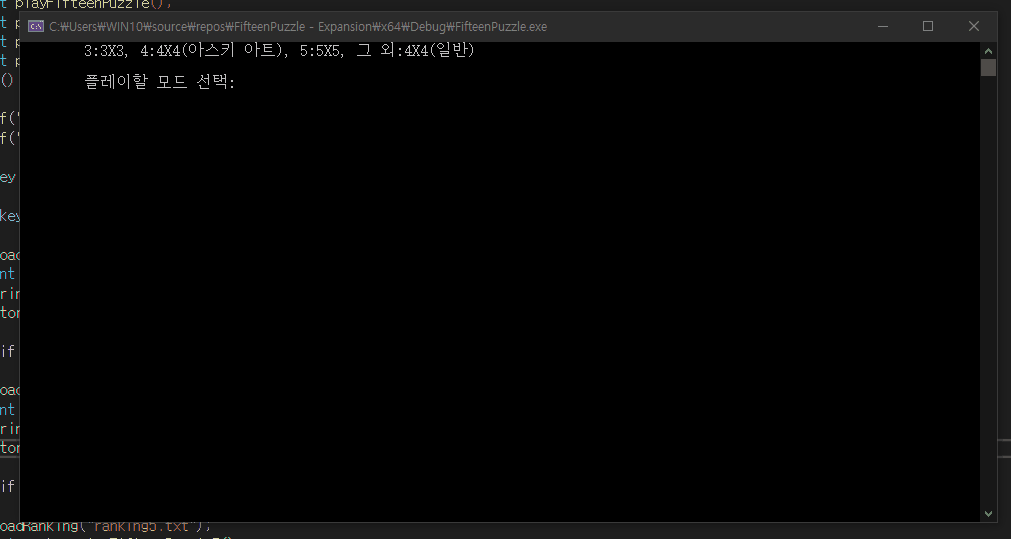 t playFifteenPuzzle();
C:\Users\WIN10\source\repos\FifteenPuzzle - Expansion\x64\Debug\FifteenPuzzle.exe
3:3X3, 4:4X4(아스키 아트), 5:5X5, 그 외:4X4(일반)
플레이할 모드 선택:
t p
t p
t p
()
f('
f('
ey
key
oad
nt
rin
tor
if
oad
nt
rin
tor
if
oadRanking("ranking5.txt");